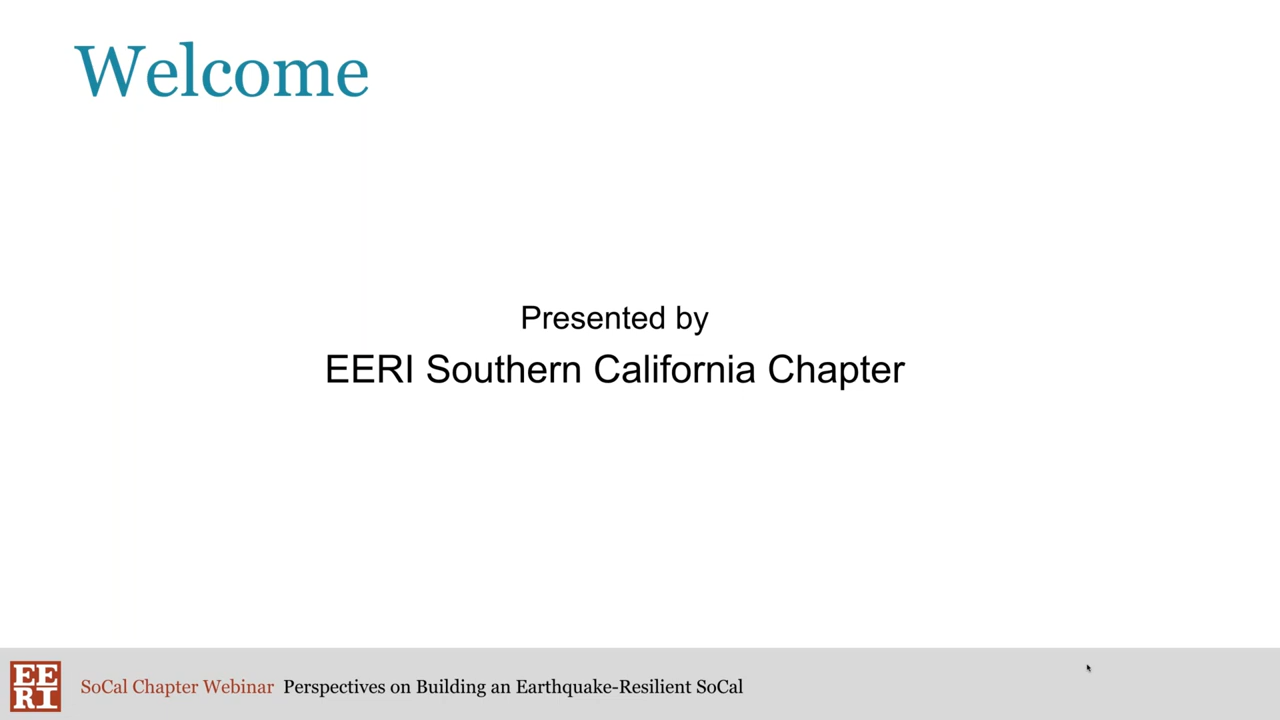 Welcome
Presented by
EERI Southern California Chapter
EE
RI
SoCal Chapter Webinar Perspectives on Building an Earthquake-Resilient SoCal